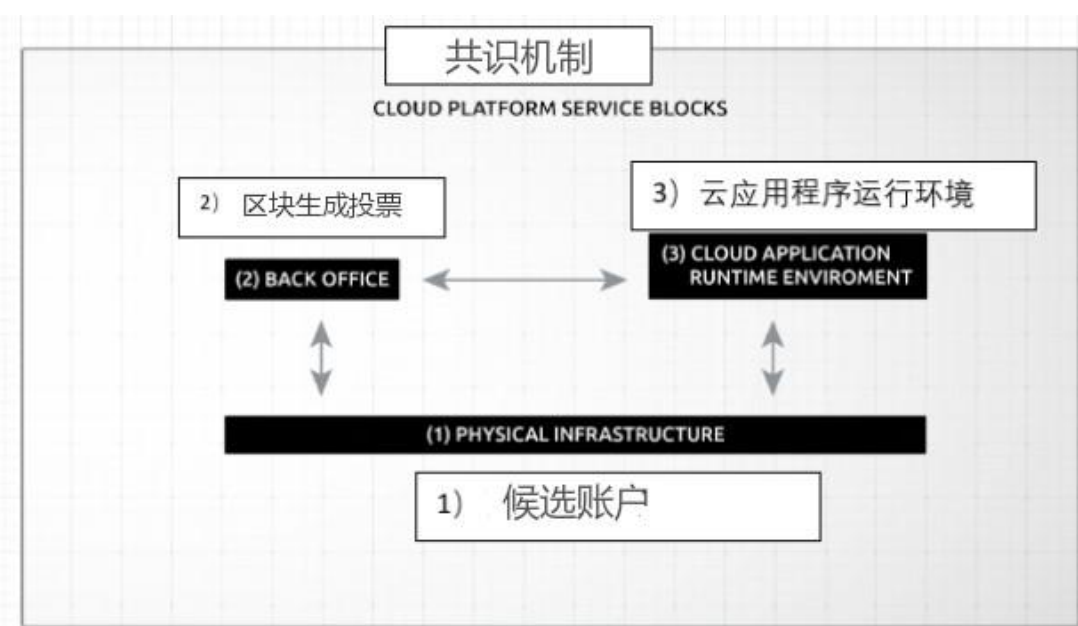 共识机制
CLOUD PLATFORM SERVICE BLOCKS
2） 区块生成投票
3）云应用程序运行环境
(2) BACK OFFICE
(3) CLOUD APPLICATION
RUNTIME ENVIROMENT
(1) PHYSICAL INFRASTRUCTURE
1） 候选账户